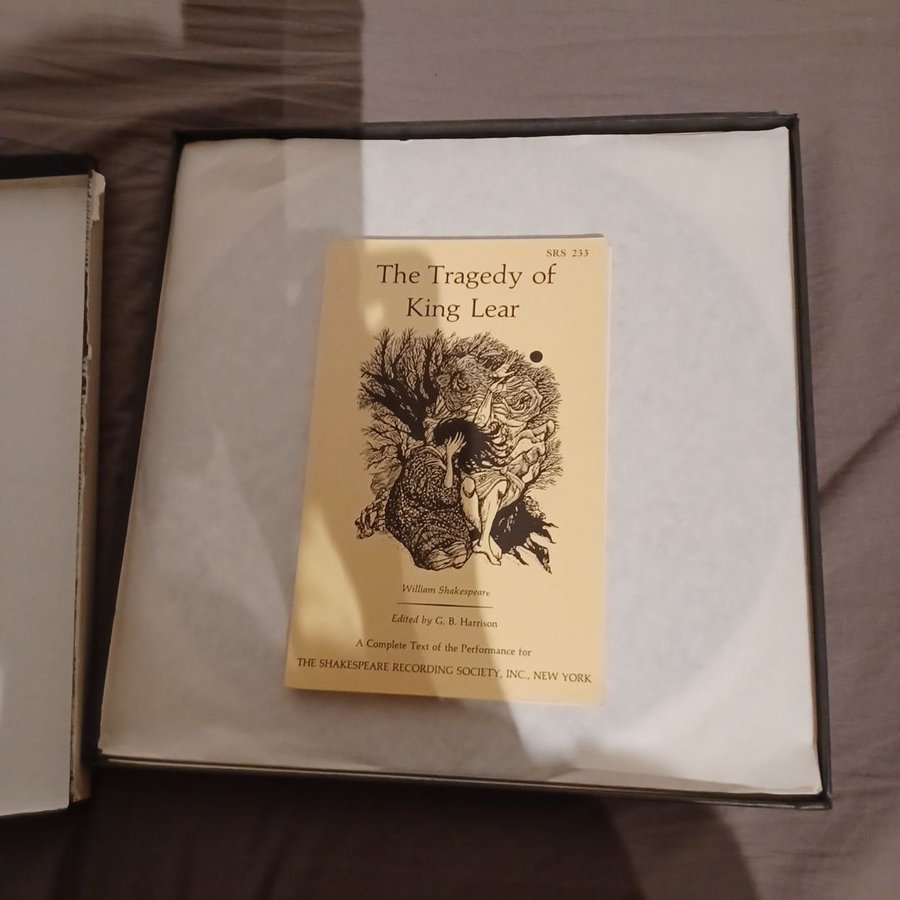 SRS 233
The Tragedy of
King Lear
William Shakespeare
Edited by G. B. Harrison
A Complete Text of the Performance for
THE SHAKESPEARE RECORDING SOCIETY, INC., NEW YORK